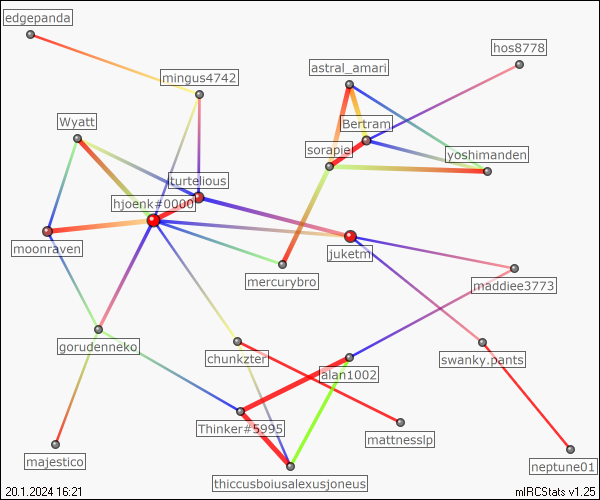 edgepanda
hos8778
astral_amari
mingus4742
Wyatt
Bertram
sorapiel
yoshimanden
turtelious
hjoenk#0000
moonraven
juketm
mercurybro
maddiee3773
gorudenneko
chunkzter
swanky.pants
alan1002
Thinker#5995
mattnesslp
majestico
neptune01
thiccusboiusalexusjoneus
20.1.2024 16:21
mIRCStats v1.25